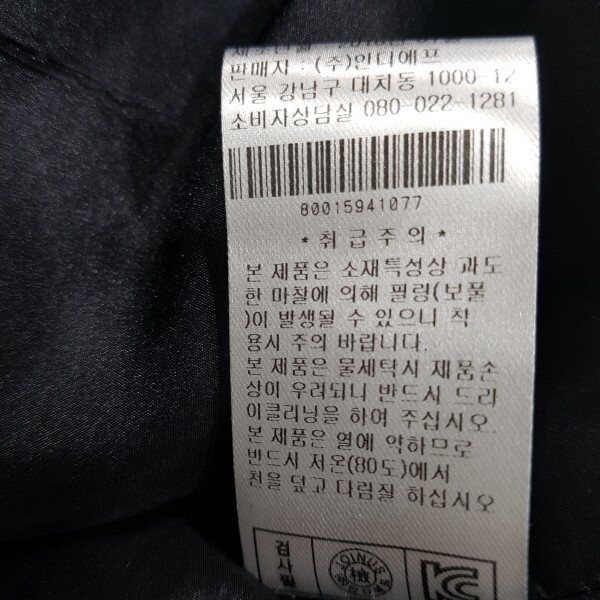 판매자 : (주)인디에프
서울 강남구 대치동 1000-12
소비자상담실 080-022-1281
80015941077
* 취 급 주 의 *
본 제품은 소재특성상 과도
한 마찰에 의해 필링(보풀
)이 발생될 수 있으니 착
용시 주의 바랍니다.
본 제품은 물세탁시 제품손
상이 우려되니 반드시 드라
이클리닝을 하여 주십시오.
본 제품은 열에 약하므로
반드시 저온(80도)에서
천을 덮고 다림질 하십시오
검사필
JOINUS